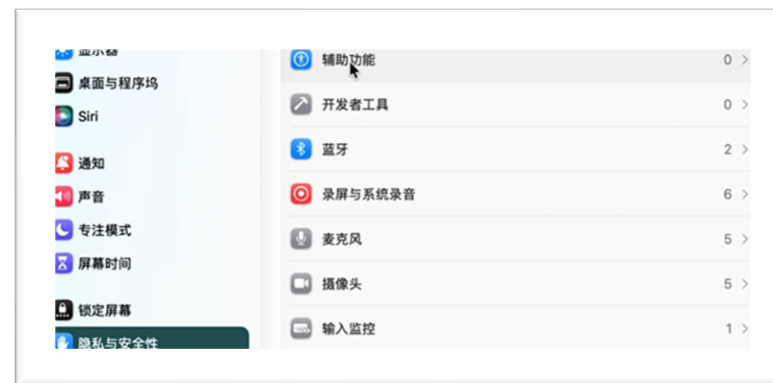 显示器
桌面与程序坞
Siri
通知
声音
专注模式
屏幕时间
锁定屏幕
隐私与安全性
辅助功能 0
开发者工具 0
蓝牙 2
录屏与系统录音 6
麦克风 5
摄像头 5
输入监控 1